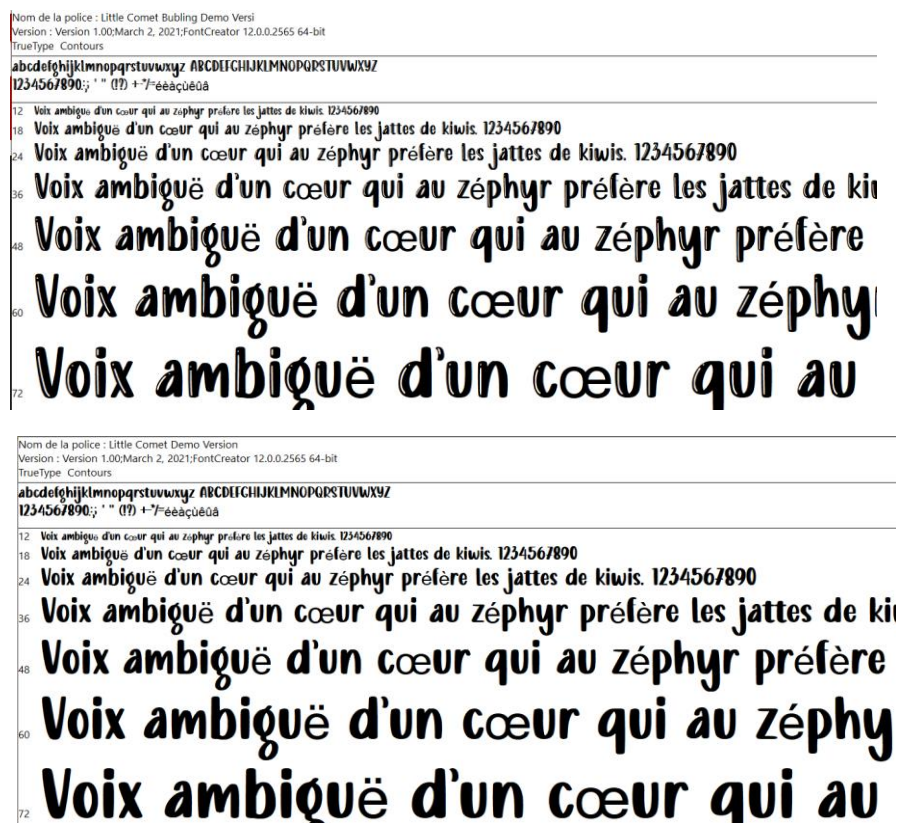 Nom de la police : Little Comet Bubling Demo Versi
Version : Version 1.00;March 2, 2021;FontCreator 12.0.0.2565 64-bit
TrueType Contours
abcdefghijklmnopqrstuvwxyz ABCDEFGHIJKLMNOPQRSTUVWXYZ
1234567890.:; ' " (!?) +-*/=éèàçùêûâ
12 Voix ambiguë d'un cœur qui au zéphyr préfère les jattes de kiwis. 1234567890
18 Voix ambiguë d'un cœur qui au zéphyr préfère les jattes de kiwis. 1234567890
24 Voix ambiguë d'un cœur qui au zéphyr préfère les jattes de kiwis. 1234567890
36 Voix ambiguë d'un cœur qui au zéphyr préfère les jattes de kiv
48 Voix ambiguë d'un cœur qui au zéphyr préfère
60 Voix ambiguë d'un cœur qui au zéphy
72 Voix ambiguë d'un cœur qui au
Nom de la police : Little Comet Demo Version
Version : Version 1.00;March 2, 2021;FontCreator 12.0.0.2565 64-bit
TrueType Contours
abcdefghijklmnopqrstuvwxyz ABCDEFGHIJKLMNOPQRSTUVWXYZ
1234567890.:; ' " (!?) +-*/=éèàçùêûâ
12 Voix ambiguë d'un cœur qui au zéphyr préfère les jattes de kiwis. 1234567890
18 Voix ambiguë d'un cœur qui au zéphyr préfère les jattes de kiwis. 1234567890
24 Voix ambiguë d'un cœur qui au zéphyr préfère les jattes de kiwis. 1234567890
36 Voix ambiguë d'un cœur qui au zéphyr préfère les jattes de kiv
48 Voix ambiguë d'un cœur qui au zéphyr préfère
60 Voix ambiguë d'un cœur qui au zéphy
72 Voix ambiguë d'un cœur qui au